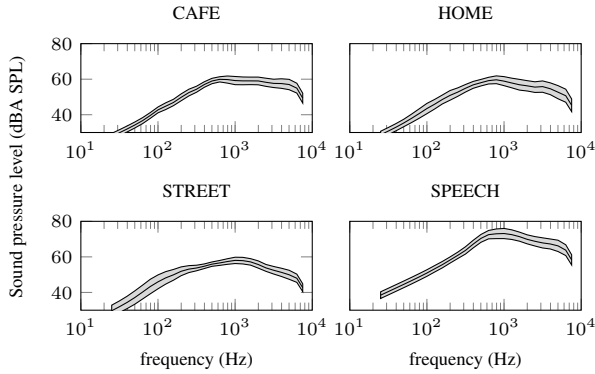 CAFE HOME
80
60
40
10^1 10^2 10^3 10^4 10^1 10^2 10^3 10^4
STREET SPEECH
80
60
40
10^1 10^2 10^3 10^4 10^1 10^2 10^3 10^4
frequency (Hz) frequency (Hz)
Sound pressure level (dBA SPL)